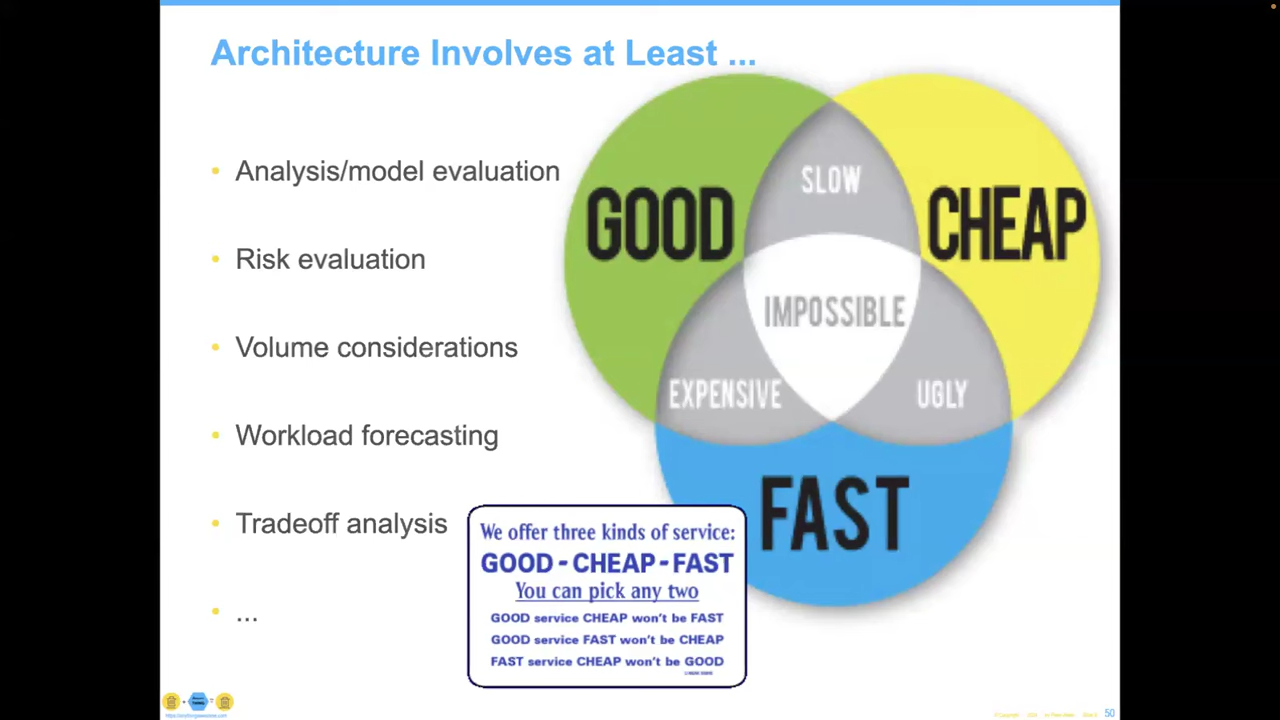 Architecture Involves at Least ...
• Analysis/model evaluation
• Risk evaluation
• Volume considerations
• Workload forecasting
• Tradeoff analysis
• ...
GOOD
SLOW
CHEAP
IMPOSSIBLE
EXPENSIVE
UGLY
FAST
We offer three kinds of service:
GOOD - CHEAP - FAST
You can pick any two
GOOD service CHEAP won't be FAST
GOOD service FAST won't be CHEAP
FAST service CHEAP won't be GOOD
50